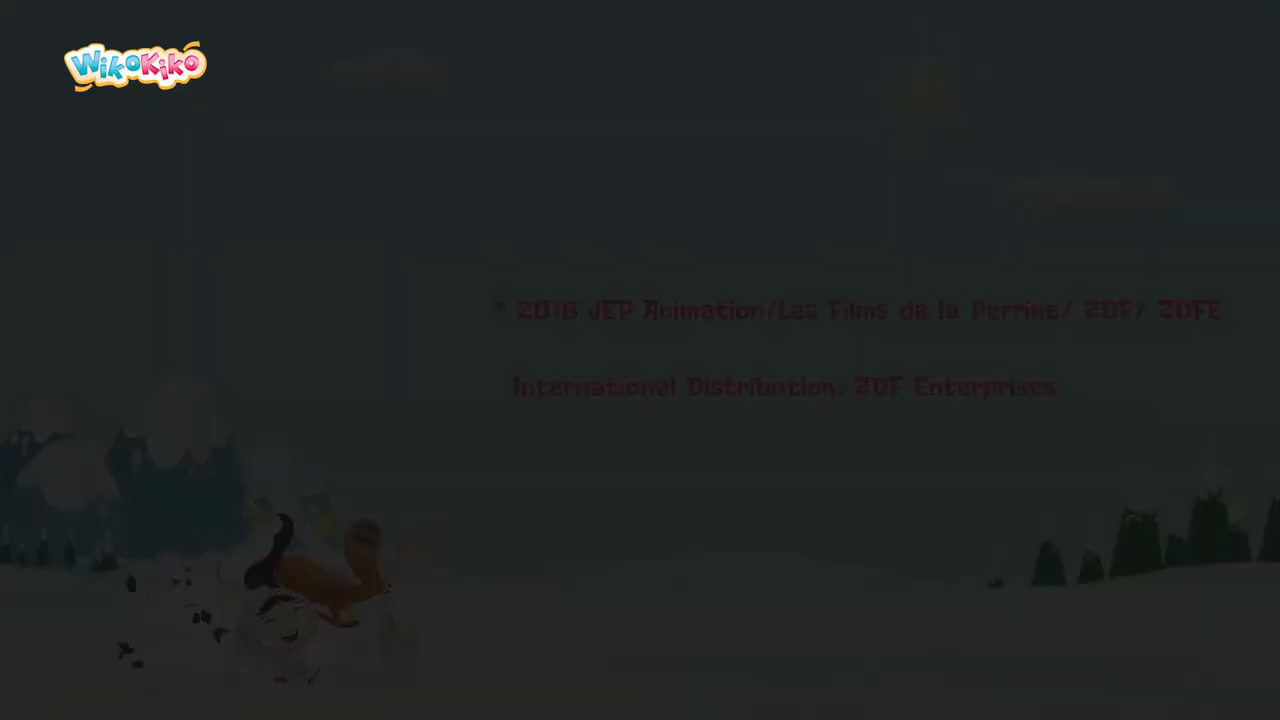 WikoKiko
2018 JEP Animation/Les Films de la Perrine/ ZDF/ ZDFE
International Distribution: ZDF Enterprises